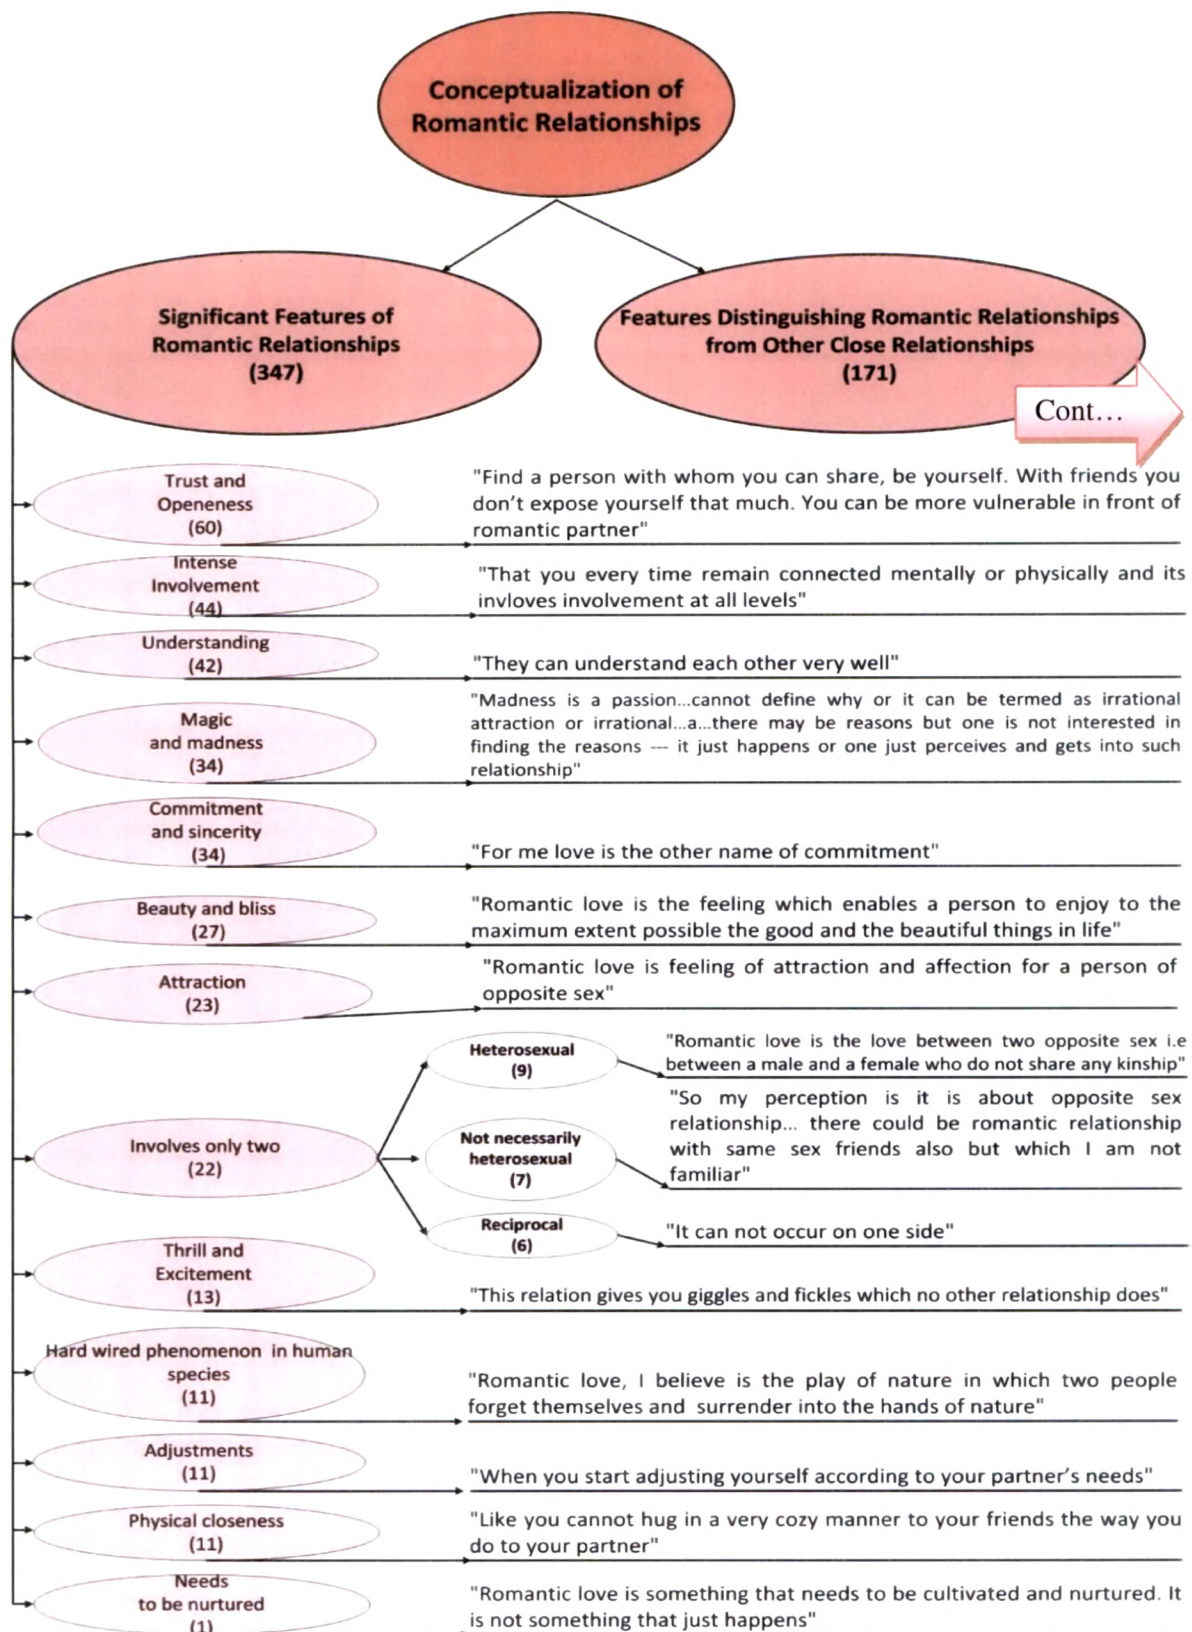 Conceptualization of
Romantic Relationships
Significant Features of
Romantic Relationships
(347)
Features Distinguishing Romantic Relationships
from Other Close Relationships
(171)
Cont...
Trust and
Openeness
(60)
"Find a person with whom you can share, be yourself. With friends you
don't expose yourself that much. You can be more vulnerable in front of
romantic partner"
Intense
Involvement
(44)
"That you every time remain connected mentally or physically and its
invloves involvement at all levels"
Understanding
(42)
"They can understand each other very well"
Magic
and madness
(34)
"Madness is a passion...cannot define why or it can be termed as irrational
attraction or irrational...a...there may be reasons but one is not interested in
finding the reasons --- it just happens or one just perceives and gets into such
relationship"
Commitment
and sincerity
(34)
"For me love is the other name of commitment"
Beauty and bliss
(27)
"Romantic love is the feeling which enables a person to enjoy to the
maximum extent possible the good and the beautiful things in life"
Attraction
(23)
"Romantic love is feeling of attraction and affection for a person of
opposite sex"
Involves only two
(22)
Heterosexual
(9)
"Romantic love is the love between two opposite sex i.e
between a male and a female who do not share any kinship"
Not necessarily
heterosexual
(7)
"So my perception is it is about opposite sex
relationship... there could be romantic relationship
with same sex friends also but which I am not
familiar"
Reciprocal
(6)
"It can not occur on one side"
Thrill and
Excitement
(13)
"This relation gives you giggles and fickles which no other relationship does"
Hard wired phenomenon in human
species
(11)
"Romantic love, I believe is the play of nature in which two people
forget themselves and surrender into the hands of nature"
Adjustments
(11)
"When you start adjusting yourself according to your partner's needs"
Physical closeness
(11)
"Like you cannot hug in a very cozy manner to your friends the way you
do to your partner"
Needs
to be nurtured
(1)
"Romantic love is something that needs to be cultivated and nurtured. It
is not something that just happens"